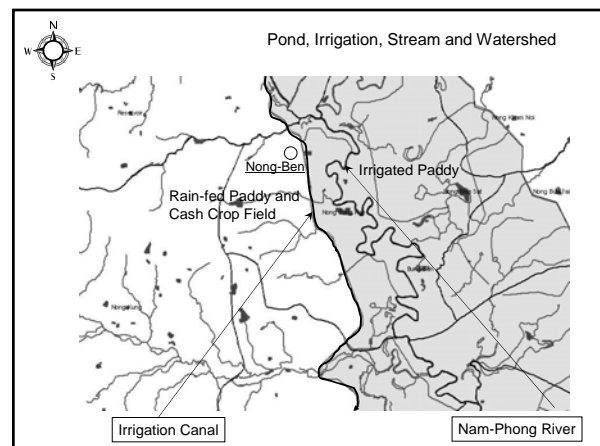 N
W E
S
Pond, Irrigation, Stream and Watershed
Nong-Ben
Irrigated Paddy
Rain-fed Paddy and
Cash Crop Field
Irrigation Canal
Nam-Phong River